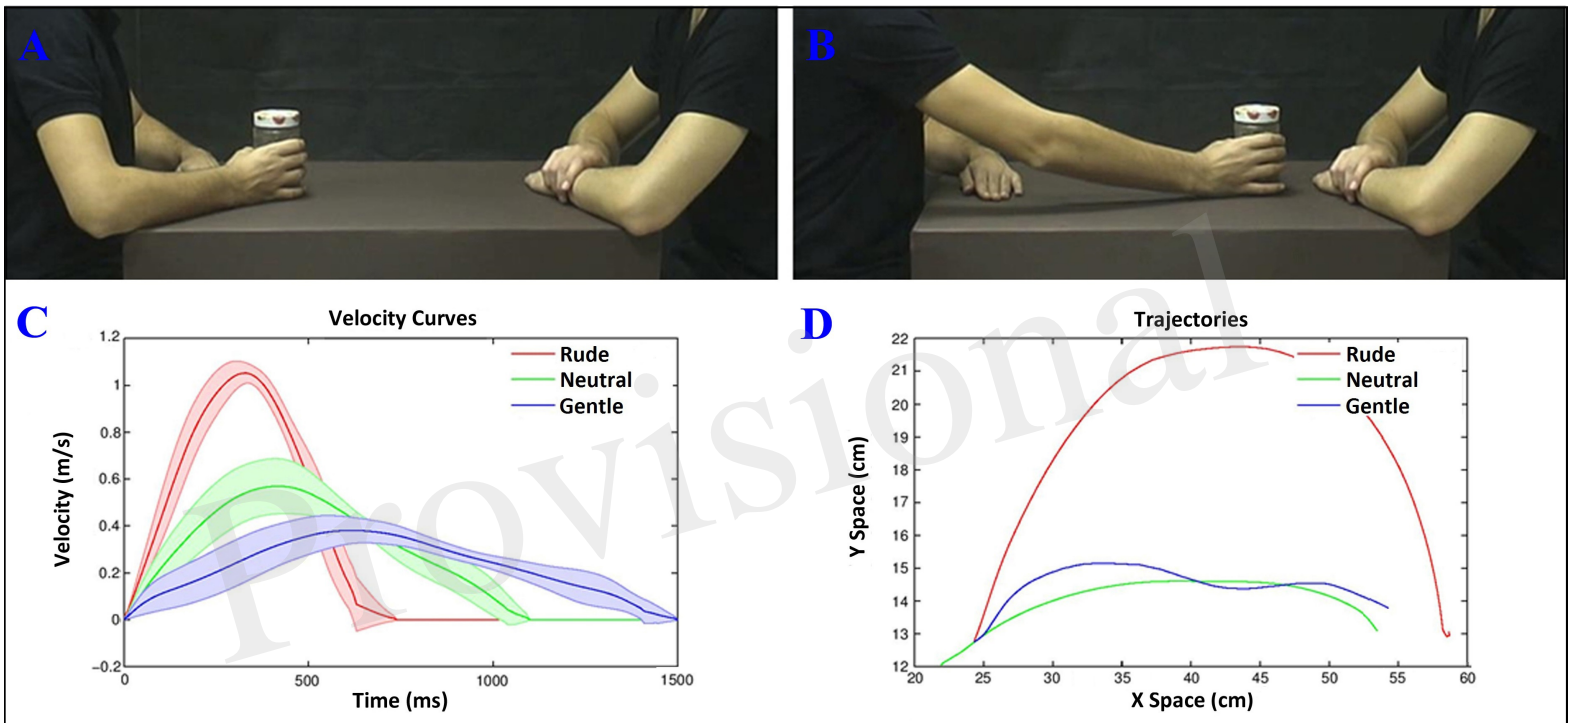 A
B
C
Velocity Curves
1.2
1
0.8
0.6
0.4
0.2
0
−0.2
0
500
1000
1500
Velocity (m/s)
Time (ms)
Rude
Neutral
Gentle
D
Trajectories
22
21
20
19
18
17
16
15
14
13
12
20
25
30
35
40
45
50
55
60
Y Space (cm)
X Space (cm)
Rude
Neutral
Gentle
Provisional